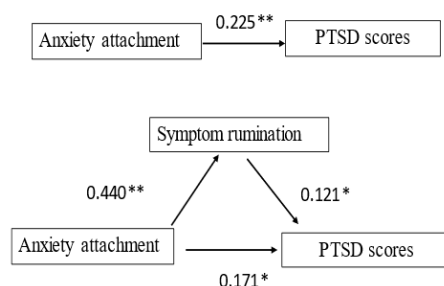 0.225**
Anxiety attachment
PTSD scores
Symptom rumination
0.440**
0.121*
Anxiety attachment
PTSD scores
0.171*